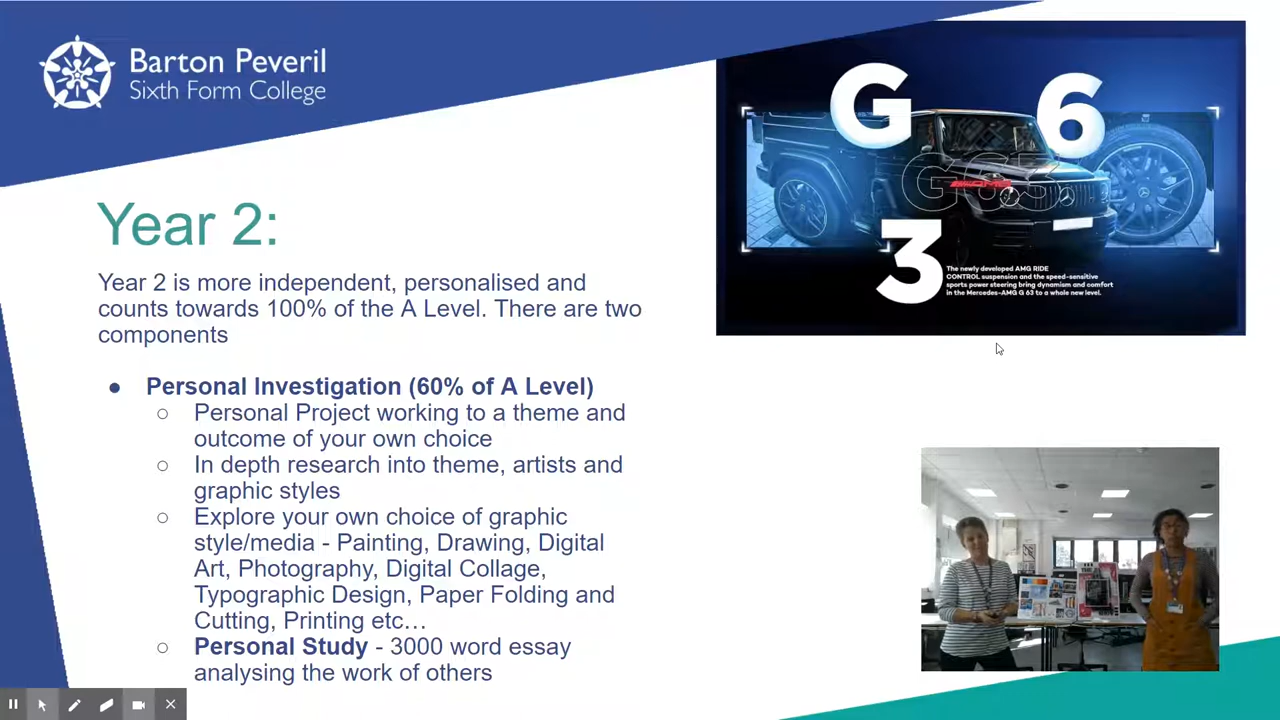 Barton Peveril
Sixth Form College
Year 2:
Year 2 is more independent, personalised and
counts towards 100% of the A Level. There are two
components
● Personal Investigation (60% of A Level)
○ Personal Project working to a theme and
outcome of your own choice
○ In depth research into theme, artists and
graphic styles
○ Explore your own choice of graphic
style/media - Painting, Drawing, Digital
Art, Photography, Digital Collage,
Typographic Design, Paper Folding and
Cutting, Printing etc…
○ Personal Study - 3000 word essay
analysing the work of others
G 6
G63
3
The newly developed AMG RIDE
CONTROL suspension and the speed-sensitive
sports power steering bring dynamism and comfort
in the Mercedes-AMG G 63 to a whole new level.